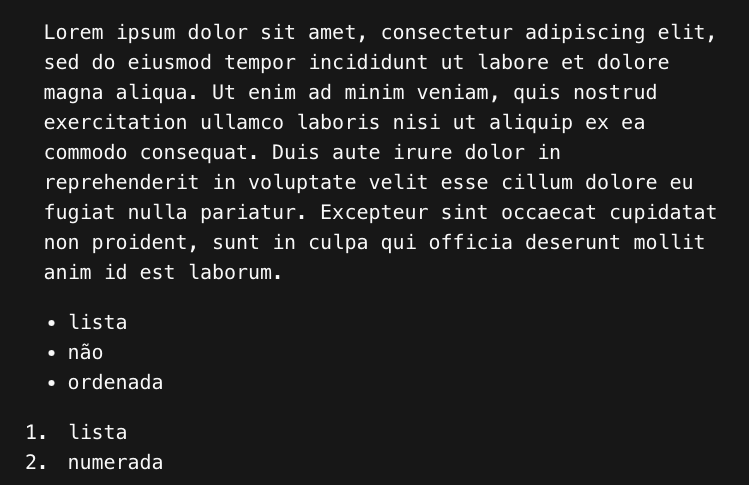 Lorem ipsum dolor sit amet, consectetur adipiscing elit,
sed do eiusmod tempor incididunt ut labore et dolore
magna aliqua. Ut enim ad minim veniam, quis nostrud
exercitation ullamco laboris nisi ut aliquip ex ea
commodo consequat. Duis aute irure dolor in
reprehenderit in voluptate velit esse cillum dolore eu
fugiat nulla pariatur. Excepteur sint occaecat cupidatat
non proident, sunt in culpa qui officia deserunt mollit
anim id est laborum.
• lista
• não
• ordenada
1. lista
2. numerada